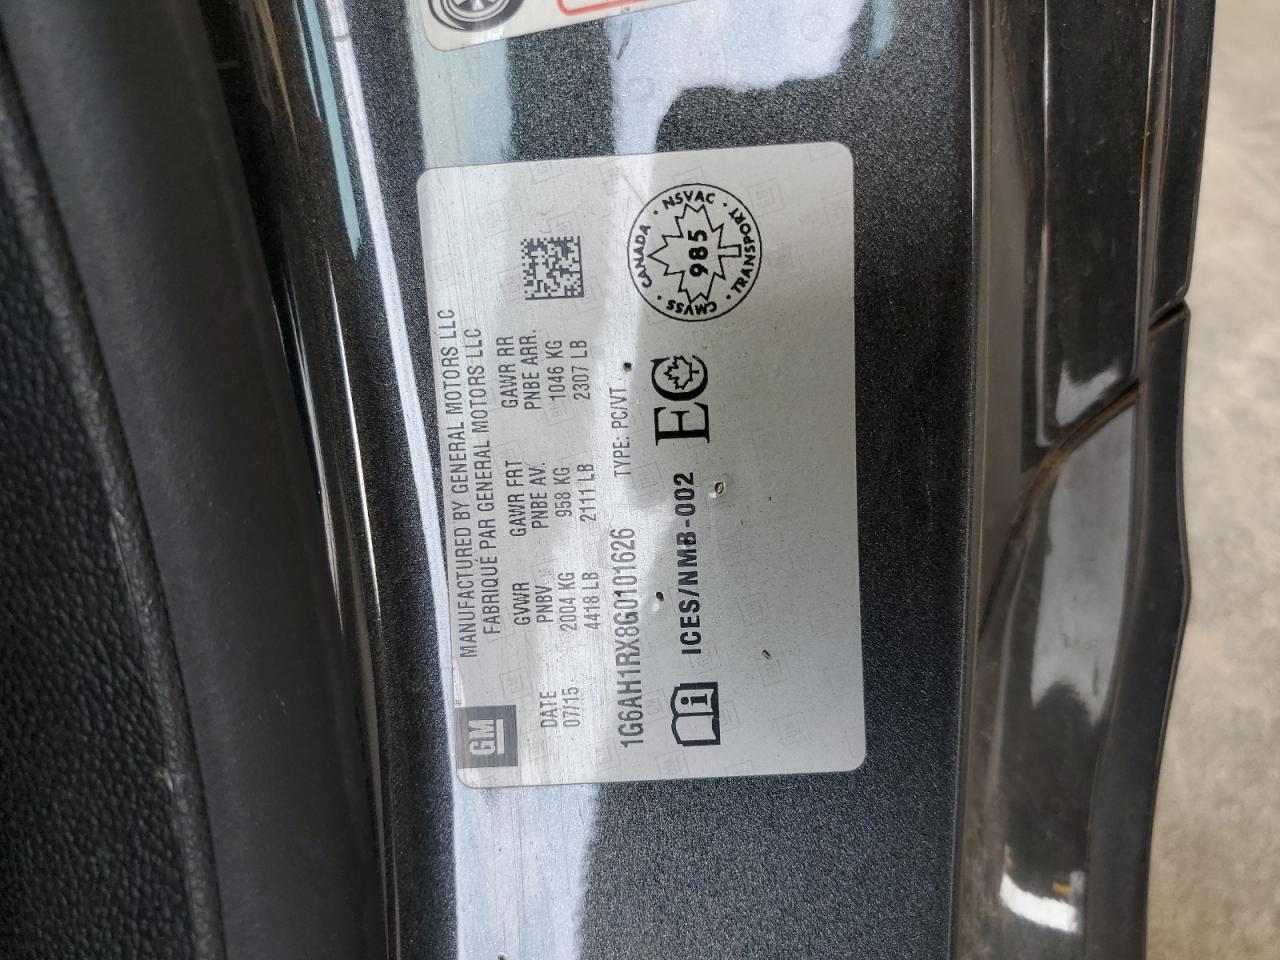 GM
MANUFACTURED BY GENERAL MOTORS LLC
FABRIQUÉ PAR GENERAL MOTORS LLC
DATE GVWR GAWR FRT GAWR RR
07/15 PNBV PNBE AV. PNBE ARR.
2004 KG 958 KG 1046 KG
4418 LB 2111 LB 2307 LB
1G6AH1RX8G0101626 TYPE: PC/VT
i ICES/NMB-002 EC
CANADA · NSVAC · TRANSPORT · CMVSS ·
985